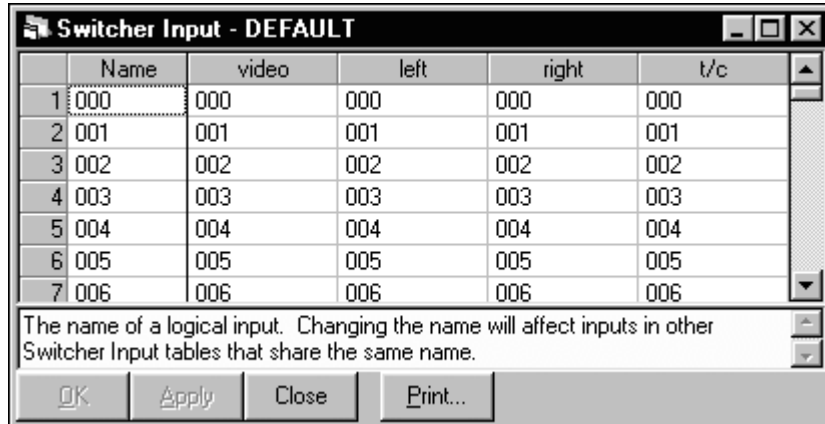 Switcher Input - DEFAULT
Name video left right t/c
1 000 000 000 000 000
2 001 001 001 001 001
3 002 002 002 002 002
4 003 003 003 003 003
5 004 004 004 004 004
6 005 005 005 005 005
7 006 006 006 006 006
The name of a logical input. Changing the name will affect inputs in other
Switcher Input tables that share the same name.
OK Apply Close Print...